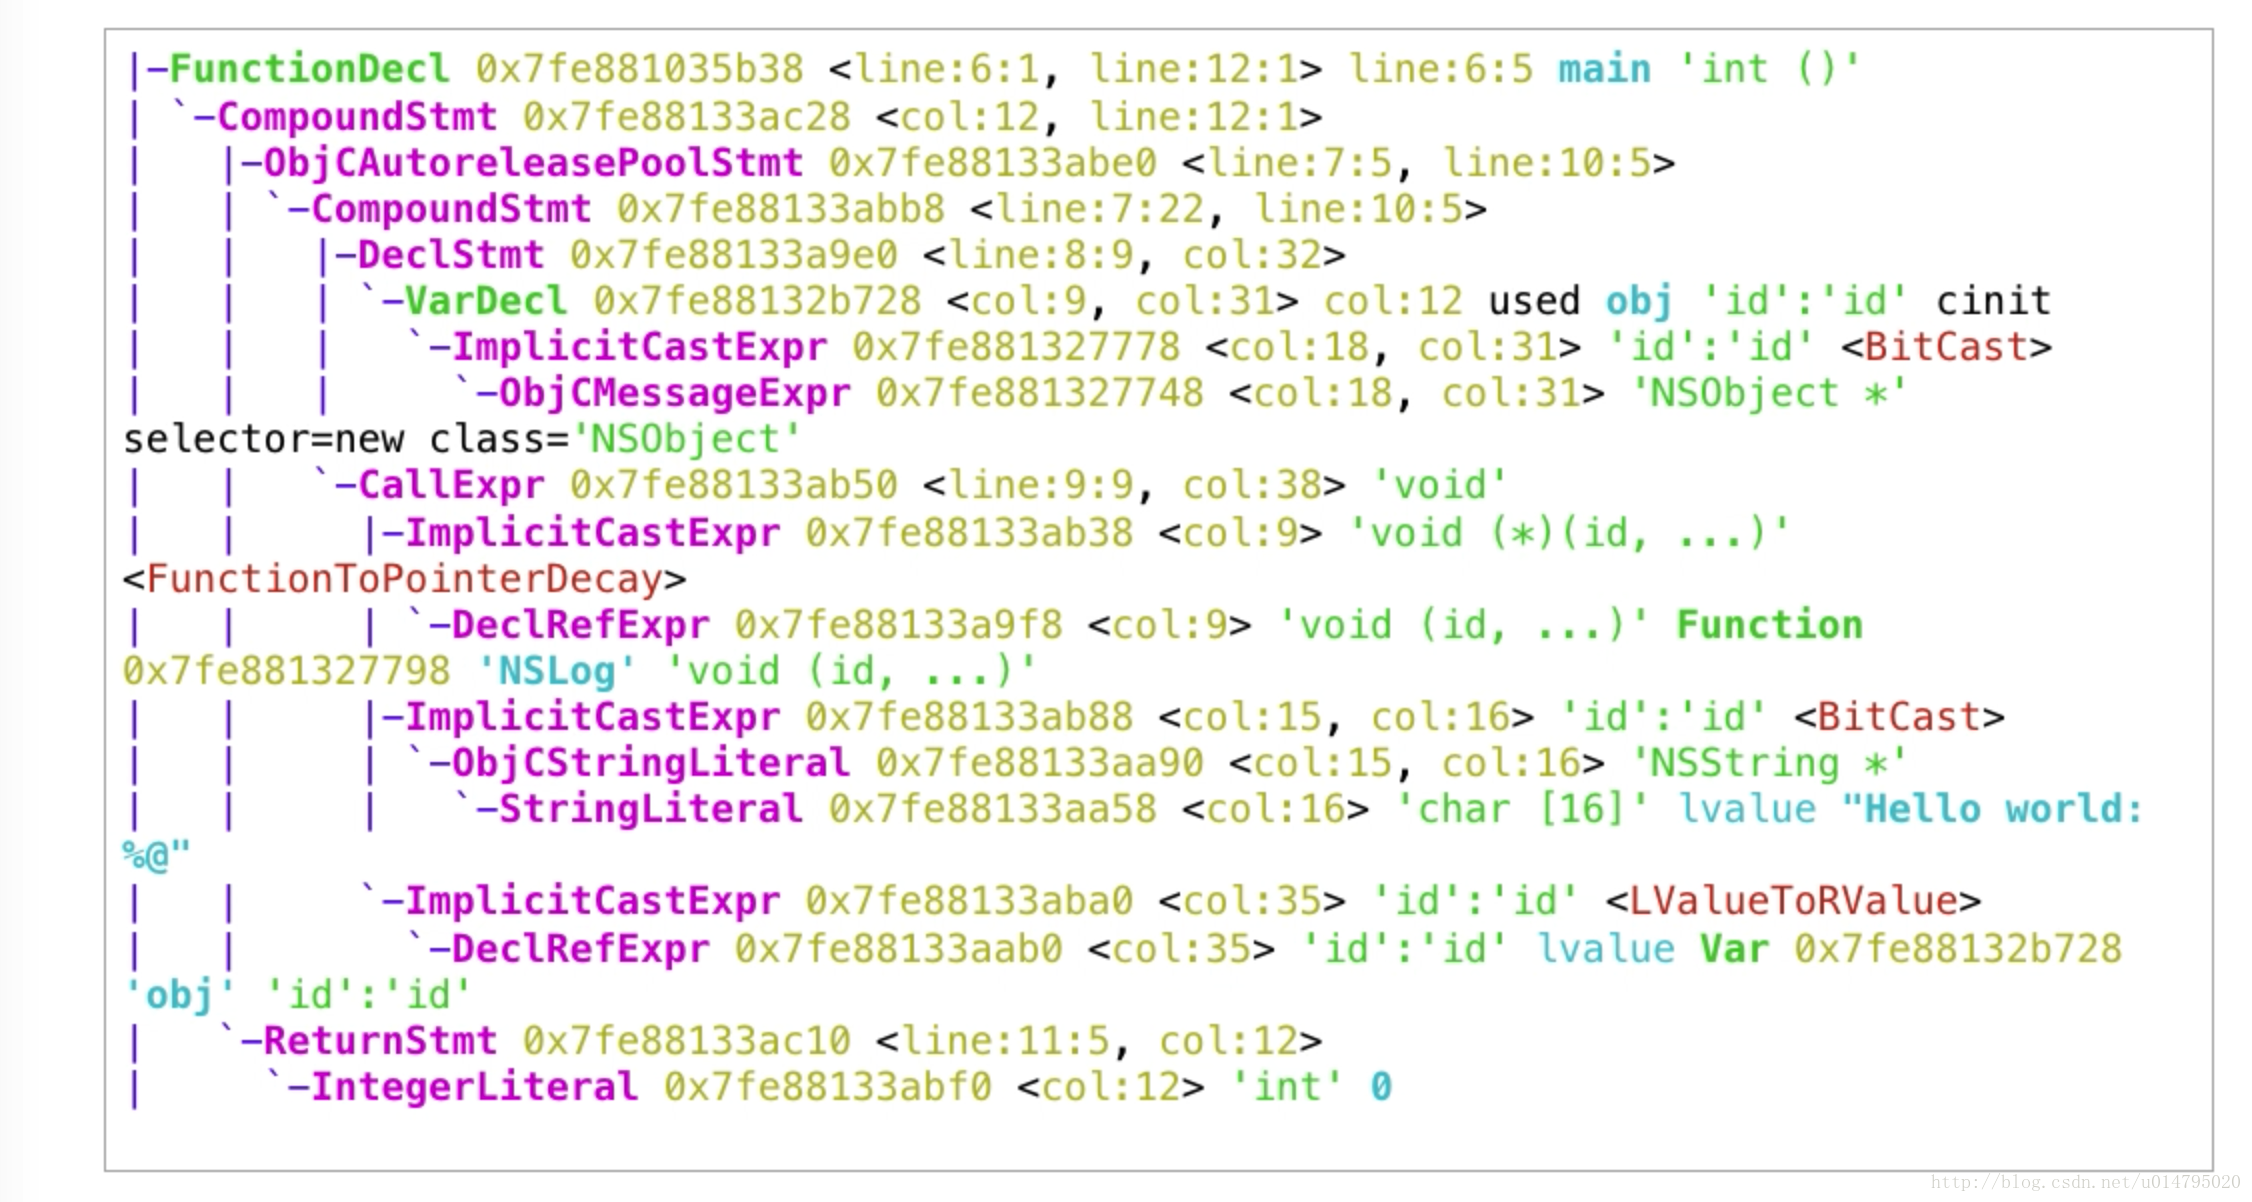 |-FunctionDecl 0x7fe881035b38 <line:6:1, line:12:1> line:6:5 main 'int ()'
| `-CompoundStmt 0x7fe88133ac28 <col:12, line:12:1>
|   |-ObjCAutoreleasePoolStmt 0x7fe88133abe0 <line:7:5, line:10:5>
|   | `-CompoundStmt 0x7fe88133abb8 <line:7:22, line:10:5>
|   |   |-DeclStmt 0x7fe88133a9e0 <line:8:9, col:32>
|   |   | `-VarDecl 0x7fe88132b728 <col:9, col:31> col:12 used obj 'id':'id' cinit
|   |   |   `-ImplicitCastExpr 0x7fe881327778 <col:18, col:31> 'id':'id' <BitCast>
|   |   |     `-ObjCMessageExpr 0x7fe881327748 <col:18, col:31> 'NSObject *'
selector=new class='NSObject'
|   |   `-CallExpr 0x7fe88133ab50 <line:9:9, col:38> 'void'
|   |     |-ImplicitCastExpr 0x7fe88133ab38 <col:9> 'void (*)(id, ...)'
<FunctionToPointerDecay>
|   |     | `-DeclRefExpr 0x7fe88133a9f8 <col:9> 'void (id, ...)' Function
0x7fe881327798 'NSLog' 'void (id, ...)'
|   |     |-ImplicitCastExpr 0x7fe88133ab88 <col:15, col:16> 'id':'id' <BitCast>
|   |     | `-ObjCStringLiteral 0x7fe88133aa90 <col:15, col:16> 'NSString *'
|   |     |   `-StringLiteral 0x7fe88133aa58 <col:16> 'char [16]' lvalue "Hello world:
%@"
|   |     `-ImplicitCastExpr 0x7fe88133aba0 <col:35> 'id':'id' <LValueToRValue>
|   |       `-DeclRefExpr 0x7fe88133aab0 <col:35> 'id':'id' lvalue Var 0x7fe88132b728
'obj' 'id':'id'
|   `-ReturnStmt 0x7fe88133ac10 <line:11:5, col:12>
|     `-IntegerLiteral 0x7fe88133abf0 <col:12> 'int' 0
http://blog.csdn.net/u014795020